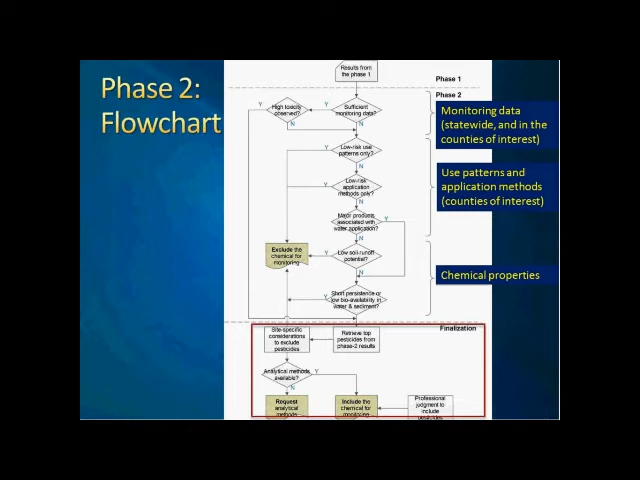 Phase 2:
Flowchart
Results from
the phase 1
Phase 1
Phase 2
High toxicity
observed?
Y
Y
Sufficient
monitoring data?
N
N
Monitoring data
(statewide, and in the
counties of interest)
Low-risk use
patterns only?
Y
N
Low-risk
application
methods only?
Y
N
Use patterns and
application methods
(counties of interest)
Major products
associated with
water application?
Y
N
Exclude the
chemical for
monitoring
Y
Low soil-runoff
potential?
N
Chemical properties
Y
Short persistence or
low bio-availability in
water & sediment?
N
Finalization
Site-specific
considerations
to exclude
pesticides
Retrieve top
pesticides from
phase-2 results
Analytical methods
available?
Y
N
Request
analytical
methods
Include the
chemical for
monitoring
Professional
judgment to
include
pesticides